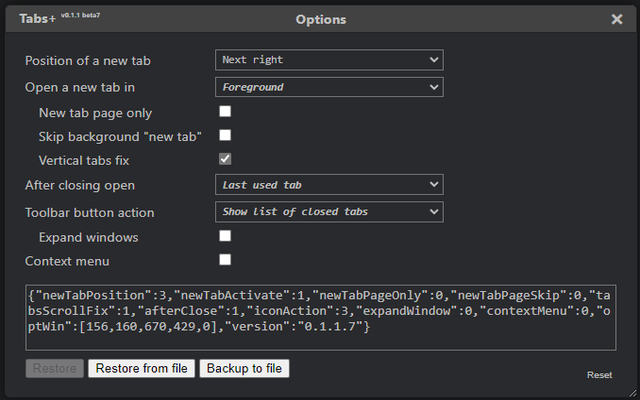 Tabs+ v0.1.1 beta7
Options
Position of a new tab Next right
Open a new tab in Foreground
New tab page only
Skip background "new tab"
Vertical tabs fix
After closing open Last used tab
Toolbar button action Show list of closed tabs
Expand windows
Context menu
{"newTabPosition":3,"newTabActivate":1,"newTabPageOnly":0,"newTabPageSkip":0,"ta
bsScrollFix":1,"afterClose":1,"iconAction":3,"expandWindow":0,"contextMenu":0,"o
ptWin":[156,160,670,429,0],"version":"0.1.1.7"}
Restore Restore from file Backup to file Reset